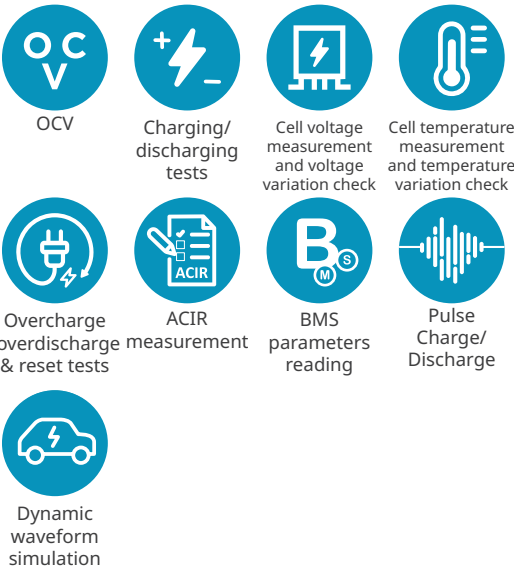 O C
V
OCV
Charging/
discharging
tests
Cell voltage
measurement
and voltage
variation check
Cell temperature
measurement
and temperature
variation check
ACIR
B
M
S
Overcharge
overdischarge
& reset tests
ACIR
measurement
BMS
parameters
reading
Pulse
Charge/
Discharge
Dynamic
waveform
simulation